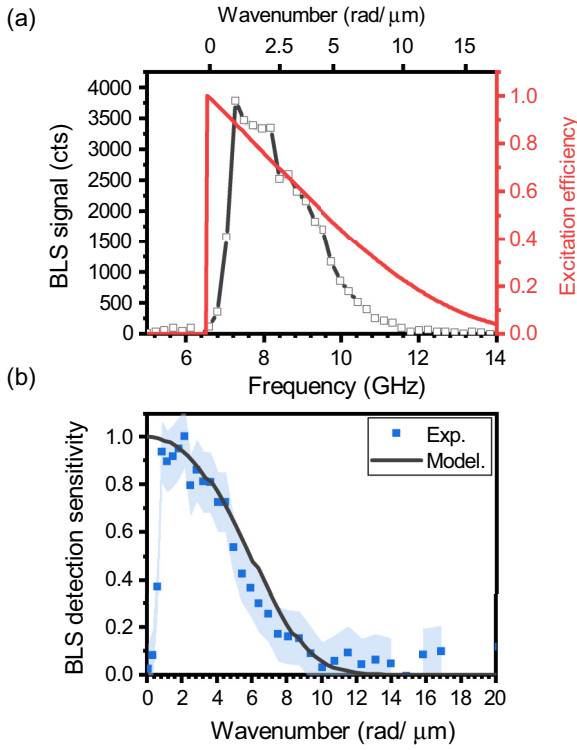 (a)
Wavenumber (rad/ μm)
0 2.5 5 10 15
4000
3500
3000
2500
2000
1500
1000
500
0
BLS signal (cts)
1.0
0.8
0.6
0.4
0.2
0.0
Excitation efficiency
6 8 10 12 14
Frequency (GHz)
(b)
Exp.
Model.
1.0
0.8
0.6
0.4
0.2
0.0
BLS detection sensitivity
0 2 4 6 8 10 12 14 16 18 20
Wavenumber (rad/ μm)